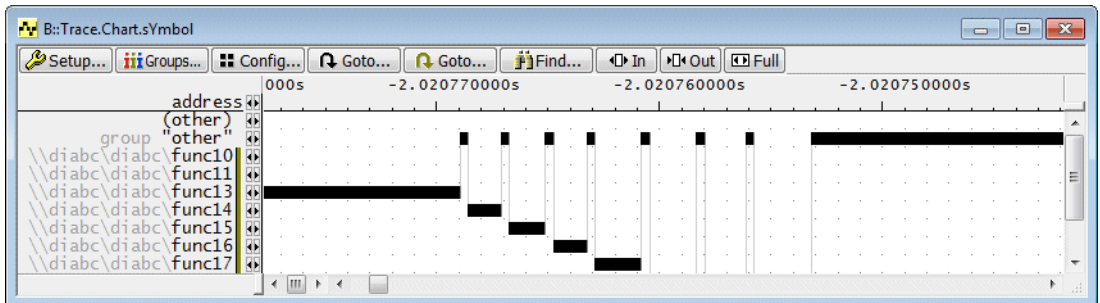 B::Trace.Chart.sYmbol
Setup... Groups... Config... Goto... Goto... Find... In Out Full
000s -2.020770000s -2.020760000s -2.020750000s
address
(other)
group "other"
\\diabc\diabc\func10
\\diabc\diabc\func11
\\diabc\diabc\func13
\\diabc\diabc\func14
\\diabc\diabc\func15
\\diabc\diabc\func16
\\diabc\diabc\func17